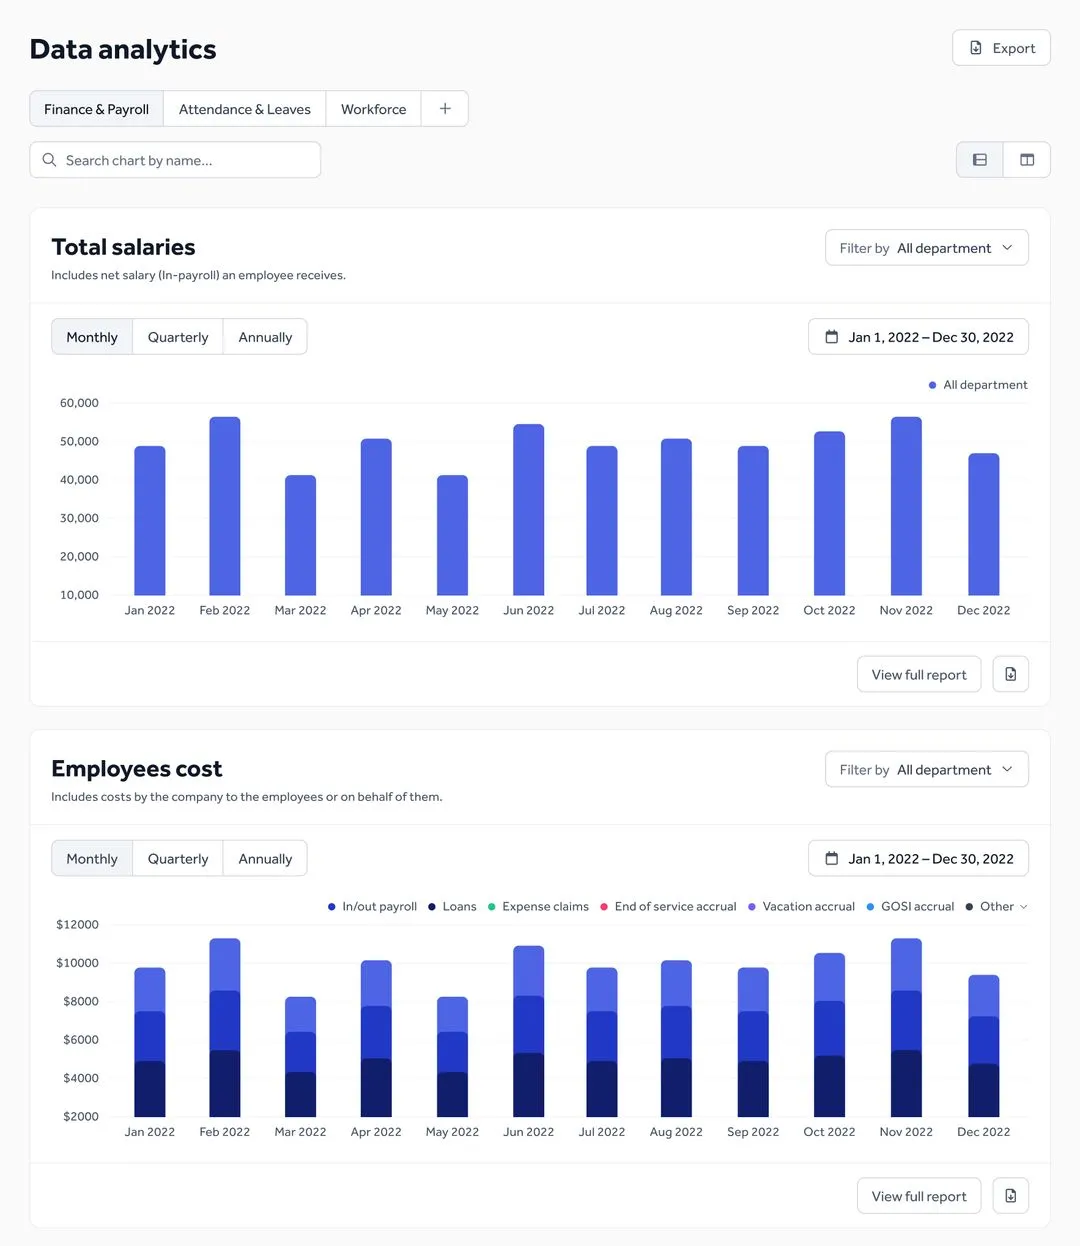 Data analytics
Export
Finance & Payroll
Attendance & Leaves
Workforce
+
Search chart by name...
Total salaries
Filter by All department
Includes net salary (In-payroll) an employee receives.
Monthly
Quarterly
Annually
Jan 1, 2022 – Dec 30, 2022
All department
60,000
50,000
40,000
30,000
20,000
10,000
Jan 2022
Feb 2022
Mar 2022
Apr 2022
May 2022
Jun 2022
Jul 2022
Aug 2022
Sep 2022
Oct 2022
Nov 2022
Dec 2022
View full report
Employees cost
Filter by All department
Includes costs by the company to the employees or on behalf of them.
Monthly
Quarterly
Annually
Jan 1, 2022 – Dec 30, 2022
In/out payroll
Loans
Expense claims
End of service accrual
Vacation accrual
GOSI accrual
Other
$12000
$10000
$8000
$6000
$4000
$2000
Jan 2022
Feb 2022
Mar 2022
Apr 2022
May 2022
Jun 2022
Jul 2022
Aug 2022
Sep 2022
Oct 2022
Nov 2022
Dec 2022
View full report